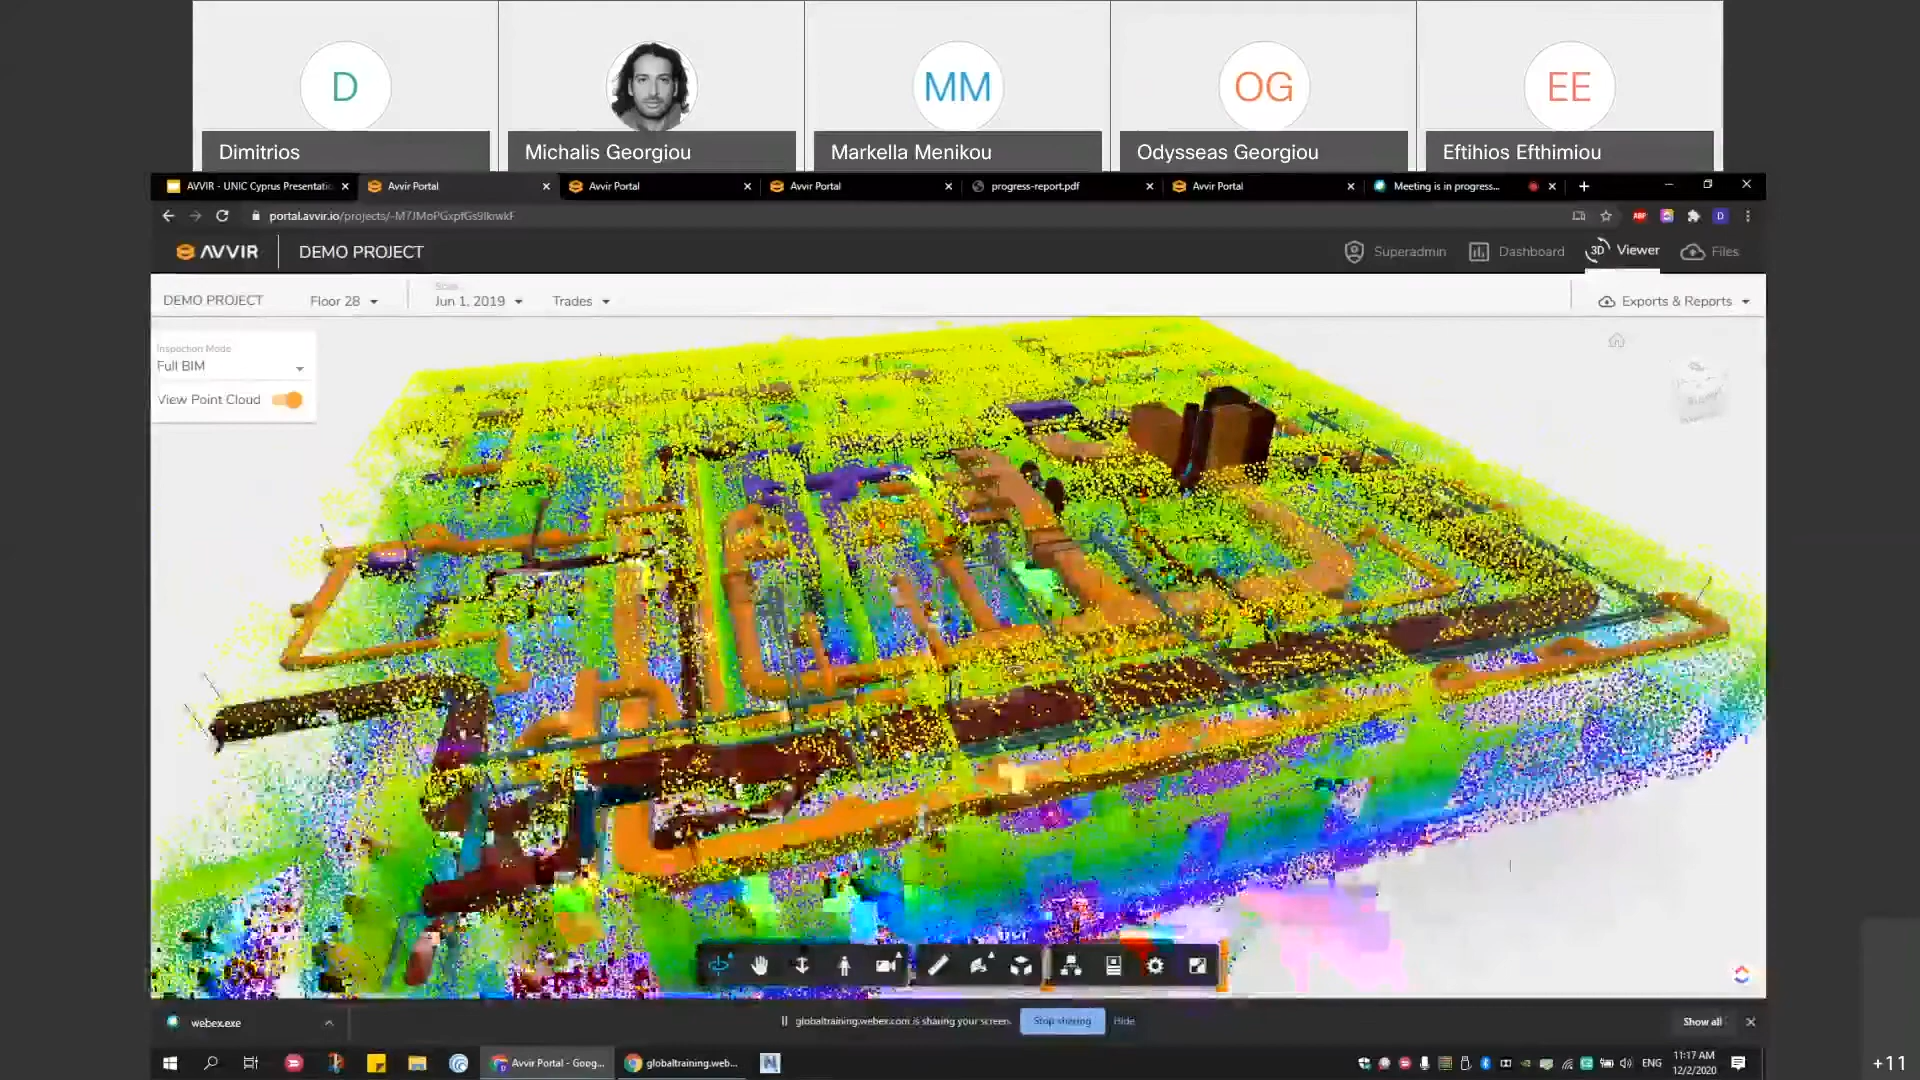 D
MM
OG
EE
Dimitrios
Michalis Georgiou
Markella Menikou
Odysseas Georgiou
Eftihios Efthimiou
AVVIR - UNIC Cyprus Presentatio
Avvir Portal
Avvir Portal
Avvir Portal
progress-report.pdf
Avvir Portal
Meeting is in progress...
portal.avvir.io/projects/-M7JMoPGxpfGs9Iknwkf
ABP
D
AVVIR
DEMO PROJECT
Superadmin
Dashboard
3D
Viewer
Files
DEMO PROJECT
Floor 28
Scan
Jun 1, 2019
Trades
Exports & Reports
Inspection Mode
Full BIM
View Point Cloud
webex.exe
globaltraining.webex.com is sharing your screen.
Stop sharing
Hide
Show all
Avvir Portal - Goog...
globaltraining.web...
N
ENG
11:17 AM
12/2/2020
+11